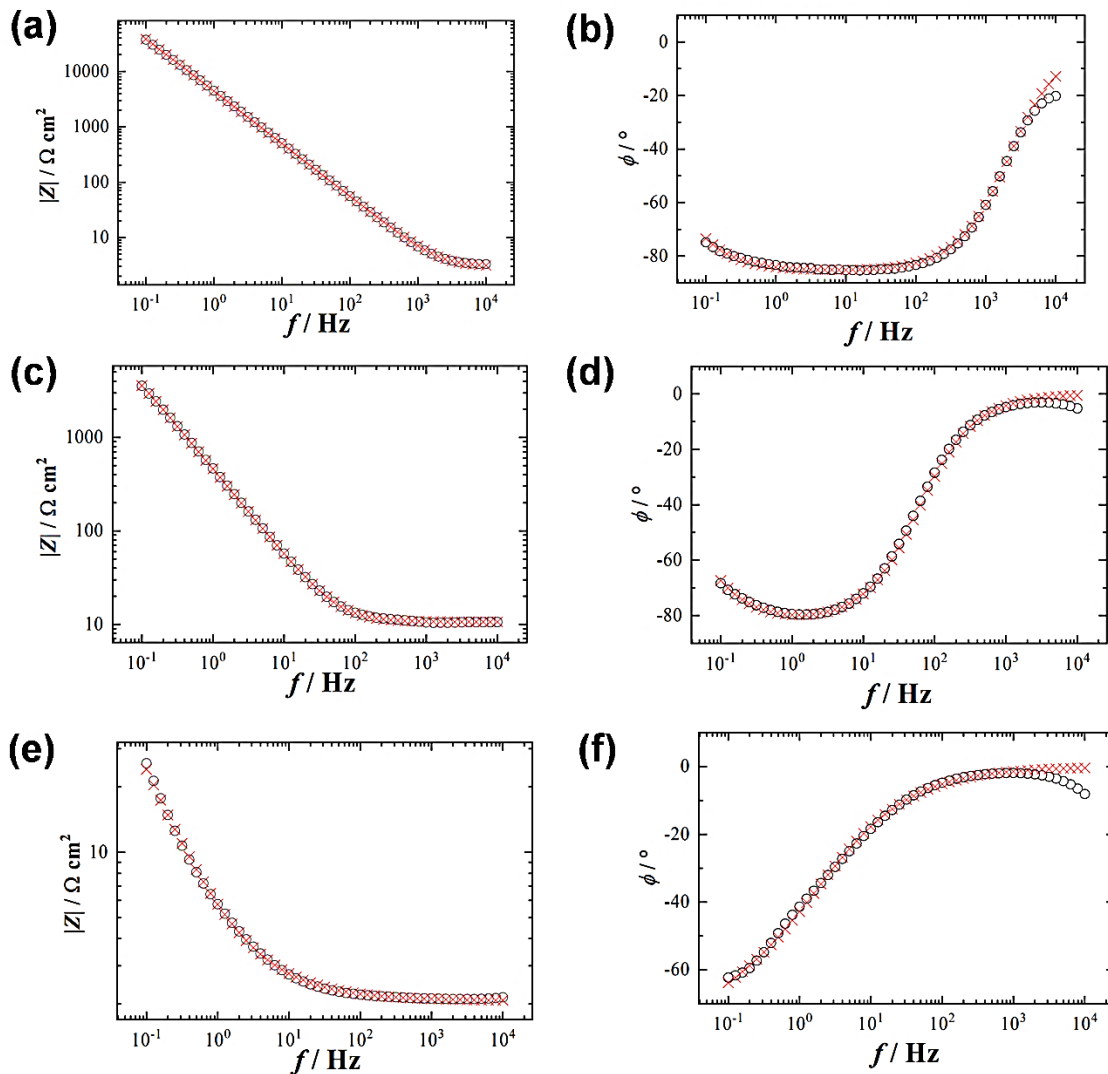 (a)
|Z| / Ω cm²
10000
1000
100
10
10⁻¹ 10⁰ 10¹ 10² 10³ 10⁴
f / Hz
(b)
ϕ / °
0
-20
-40
-60
-80
10⁻¹ 10⁰ 10¹ 10² 10³ 10⁴
f / Hz
(c)
|Z| / Ω cm²
1000
100
10
10⁻¹ 10⁰ 10¹ 10² 10³ 10⁴
f / Hz
(d)
ϕ / °
0
-20
-40
-60
-80
10⁻¹ 10⁰ 10¹ 10² 10³ 10⁴
f / Hz
(e)
|Z| / Ω cm²
10
10⁻¹ 10⁰ 10¹ 10² 10³ 10⁴
f / Hz
(f)
ϕ / °
0
-20
-40
-60
10⁻¹ 10⁰ 10¹ 10² 10³ 10⁴
f / Hz